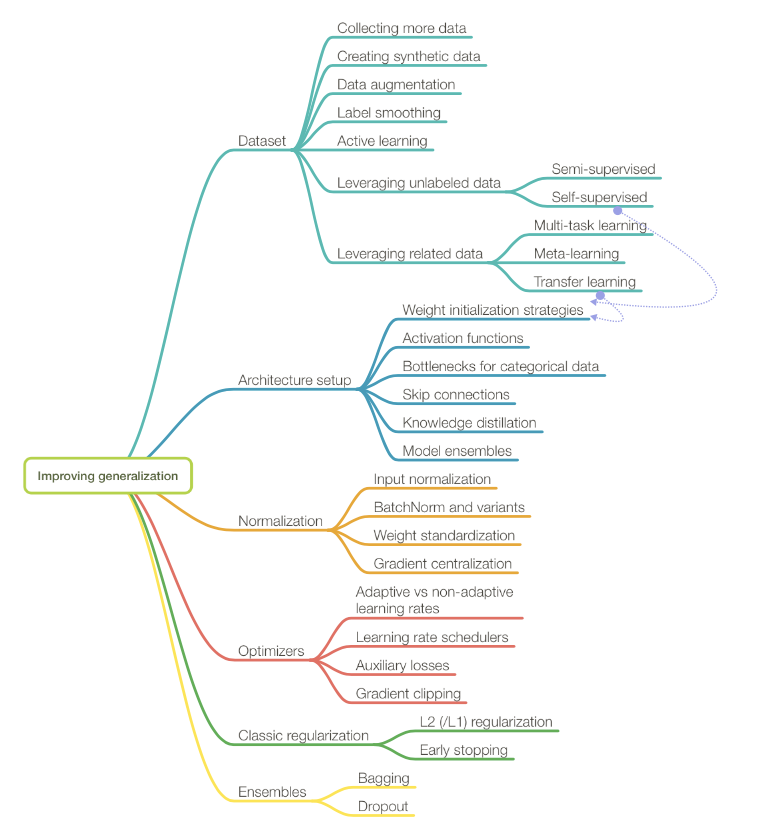 Collecting more data
Creating synthetic data
Data augmentation
Label smoothing
Dataset
Active learning
Leveraging unlabeled data
Semi-supervised
Self-supervised
Leveraging related data
Multi-task learning
Meta-learning
Transfer learning
Weight initialization strategies
Activation functions
Bottlenecks for categorical data
Architecture setup
Skip connections
Knowledge distillation
Model ensembles
Improving generalization
Input normalization
BatchNorm and variants
Normalization
Weight standardization
Gradient centralization
Adaptive vs non-adaptive
learning rates
Learning rate schedulers
Optimizers
Auxiliary losses
Gradient clipping
Classic regularization
L2 (/L1) regularization
Early stopping
Ensembles
Bagging
Dropout